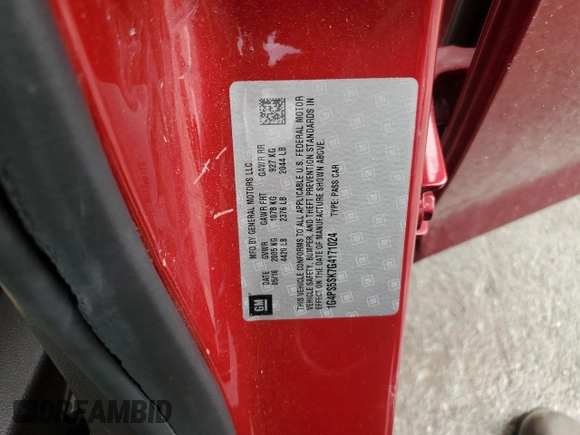 MFD BY GENERAL MOTORS LLC
DATE GVWR GAWR FRT GAWR RR
05/16 2005 KG 1078 KG 927 KG
4420 LB 2376 LB 2044 LB
THIS VEHICLE CONFORMS TO ALL APPLICABLE U.S. FEDERAL MOTOR
VEHICLE SAFETY, BUMPER, AND THEFT PREVENTION STANDARDS IN
EFFECT ON THE DATE OF MANUFACTURE SHOWN ABOVE.
1G4PS5SK7G4171024 TYPE: PASS CAR
GM
DREAMBID